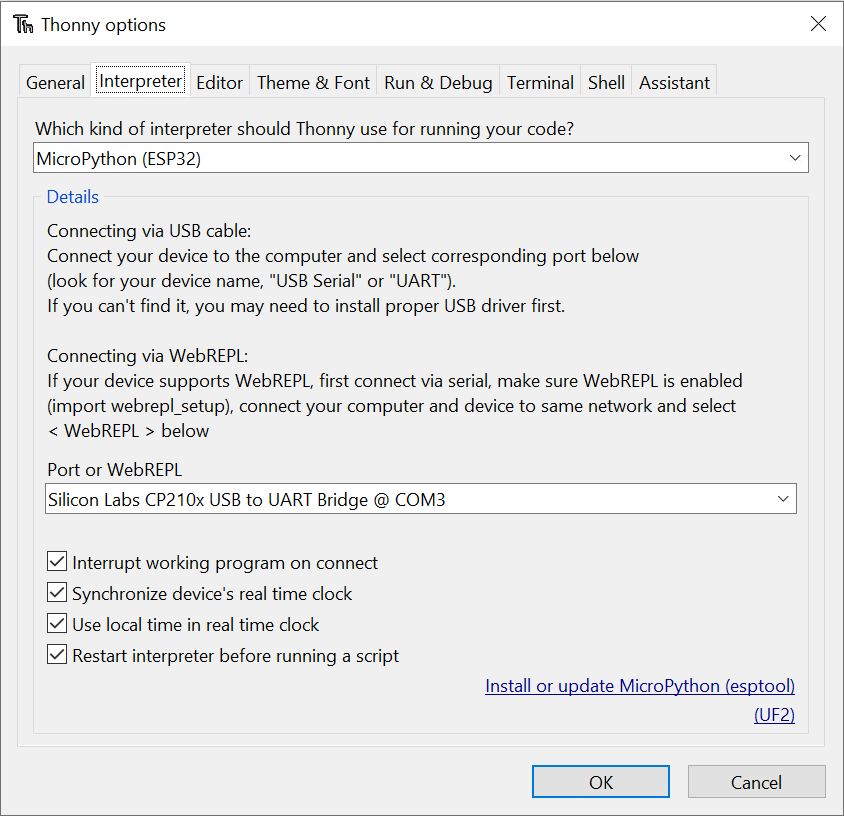 Thonny options
General Interpreter Editor Theme & Font Run & Debug Terminal Shell Assistant
Which kind of interpreter should Thonny use for running your code?
MicroPython (ESP32)
Details
Connecting via USB cable:
Connect your device to the computer and select corresponding port below
(look for your device name, "USB Serial" or "UART").
If you can't find it, you may need to install proper USB driver first.
Connecting via WebREPL:
If your device supports WebREPL, first connect via serial, make sure WebREPL is enabled
(import webrepl_setup), connect your computer and device to same network and select
< WebREPL > below
Port or WebREPL
Silicon Labs CP210x USB to UART Bridge @ COM3
Interrupt working program on connect
Synchronize device's real time clock
Use local time in real time clock
Restart interpreter before running a script
Install or update MicroPython (esptool)
(UF2)
OK Cancel